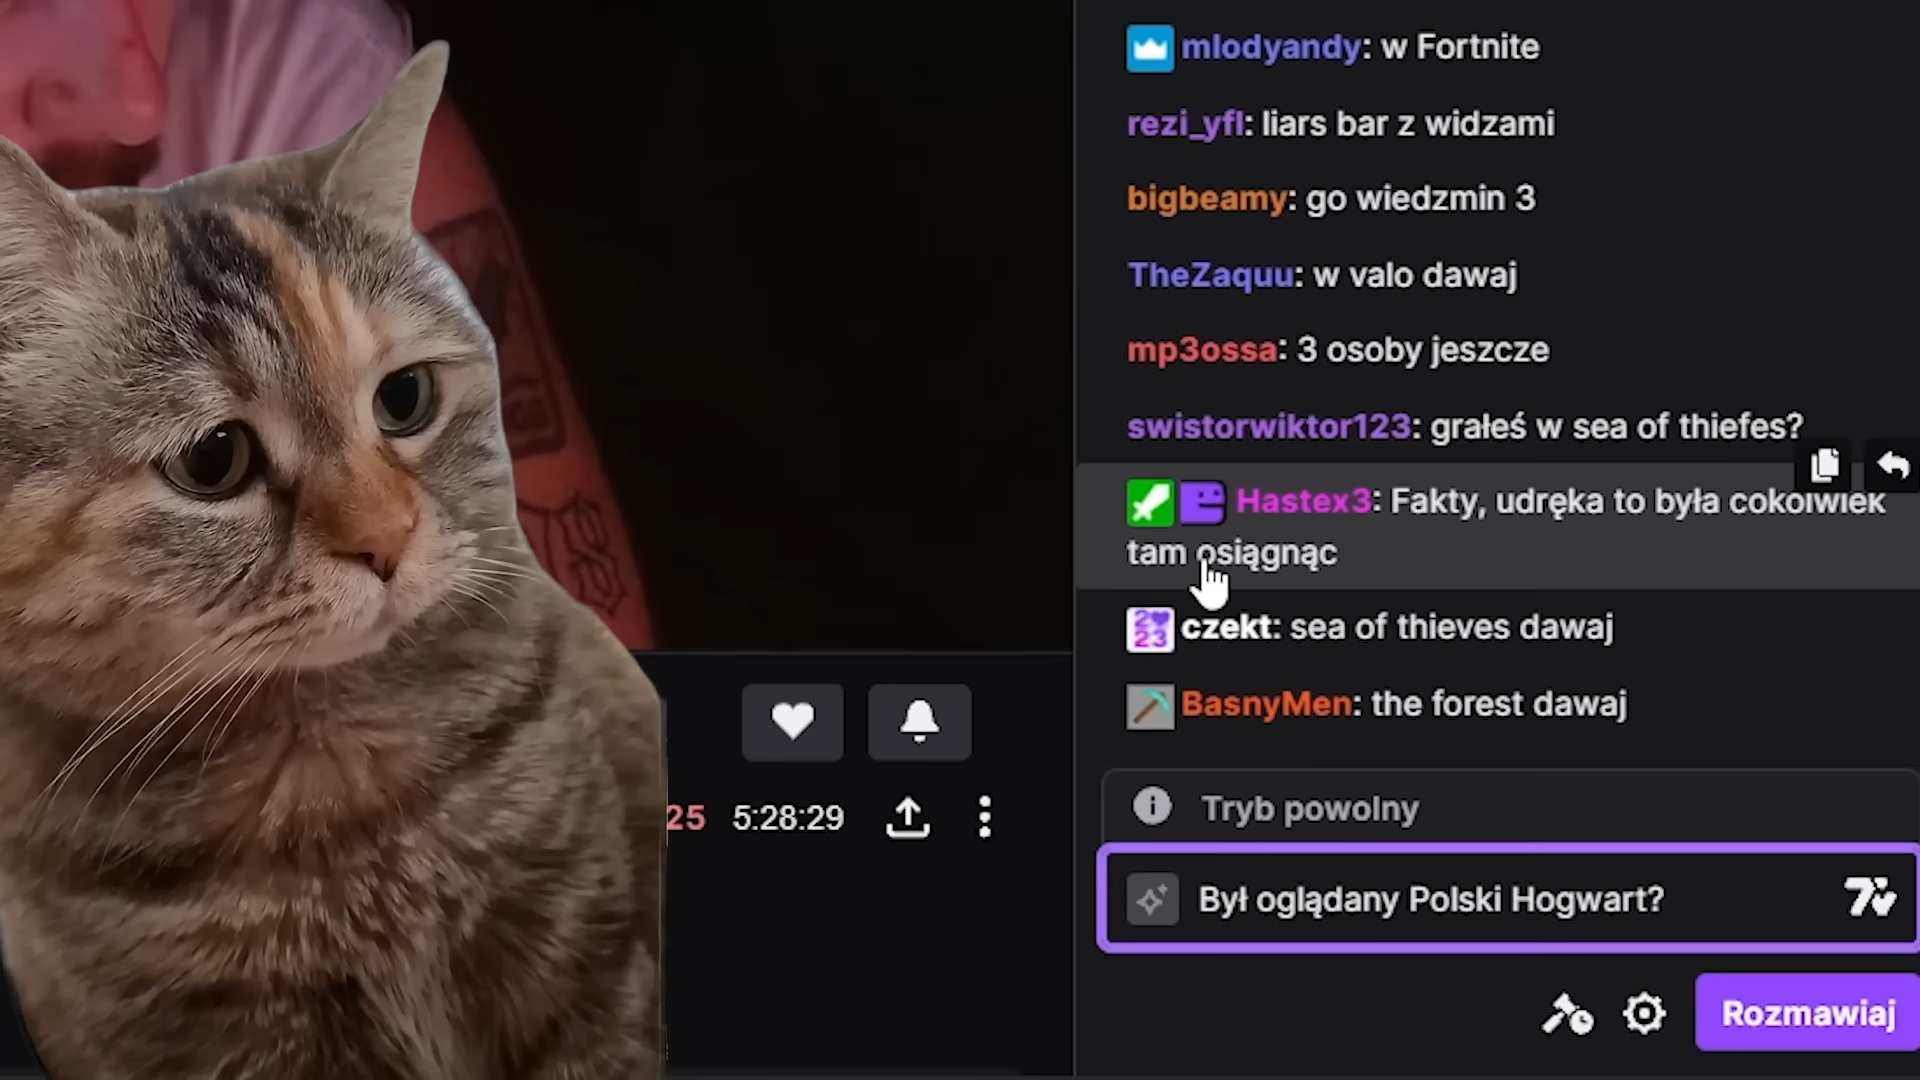 mlodyandy: w Fortnite
rezi_yfl: liars bar z widzami
bigbeamy: go wiedzmin 3
TheZaquu: w valo dawaj
mp3ossa: 3 osoby jeszcze
swistorwiktor123: grałeś w sea of thiefes?
Hastex3: Fakty, udręka to była cokolwiek
tam osiągnąc
2023 czekt: sea of thieves dawaj
BasnyMen: the forest dawaj
25 5:28:29
Tryb powolny
Był oglądany Polski Hogwart?
Rozmawiaj